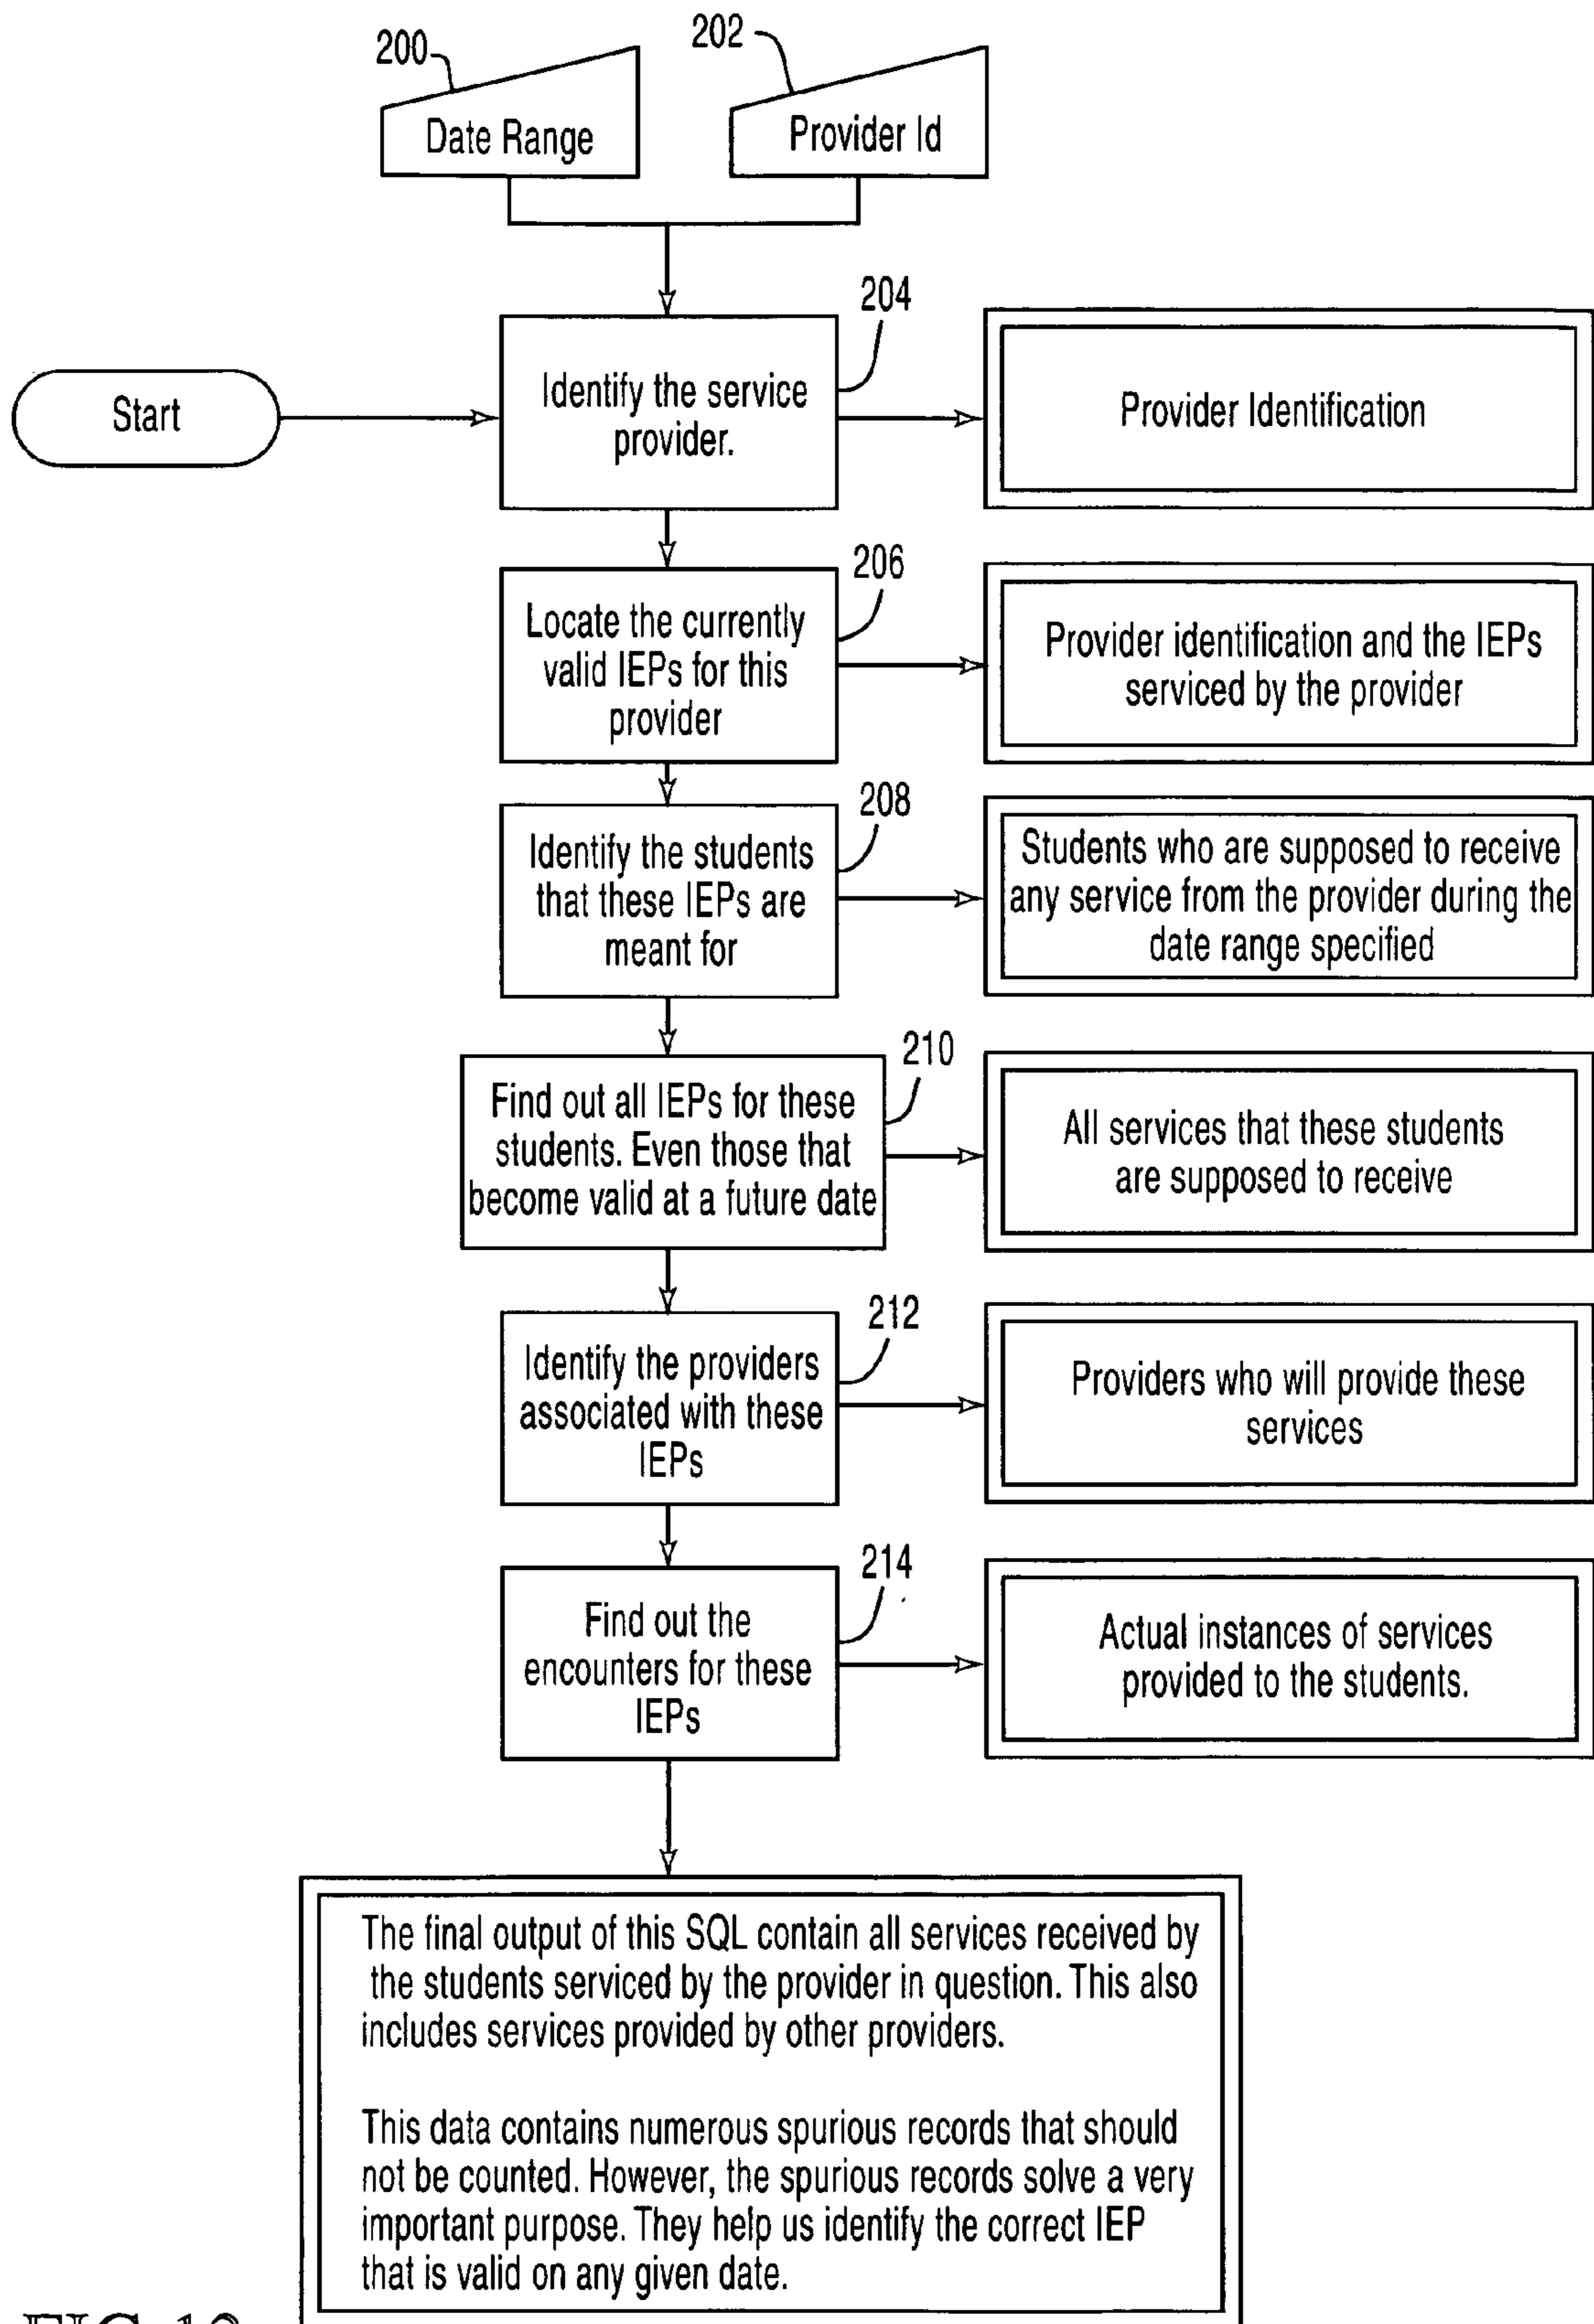 200
202
Date Range
Provider Id
204
Start
Identify the service
provider.
Provider Identification
206
Locate the currently
valid IEPs for this
provider
Provider identification and the IEPs
serviced by the provider
208
Identify the students
that these IEPs are
meant for
Students who are supposed to receive
any service from the provider during the
date range specified
210
Find out all IEPs for these
students. Even those that
become valid at a future date
All services that these students
are supposed to receive
212
Identify the providers
associated with these
IEPs
Providers who will provide these
services
214
Find out the
encounters for these
IEPs
Actual instances of services
provided to the students.
The final output of this SQL contain all services received by
the students serviced by the provider in question. This also
includes services provided by other providers.
This data contains numerous spurious records that should
not be counted. However, the spurious records solve a very
important purpose. They help us identify the correct IEP
that is valid on any given date.